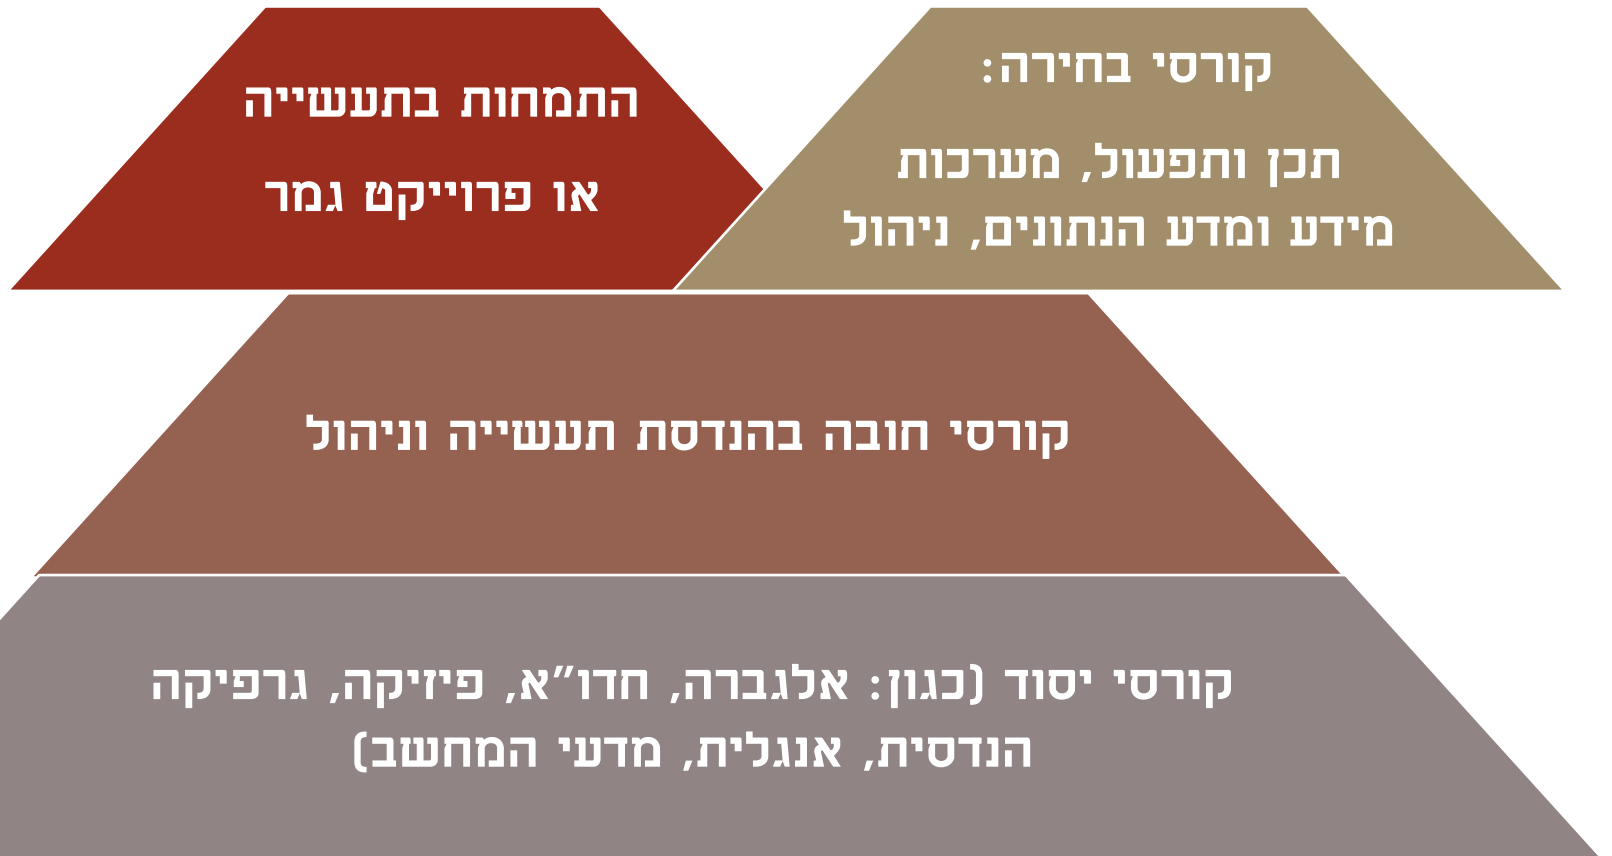 קורסי בחירה:
תכן ותפעול, מערכות
מידע ומדע הנתונים, ניהול
התמחות בתעשייה
או פרוייקט גמר
קורסי חובה בהנדסת תעשייה וניהול
קורסי יסוד (כגון: אלגברה, חדו"א, פיזיקה, גרפיקה
הנדסית, אנגלית, מדעי המחשב)